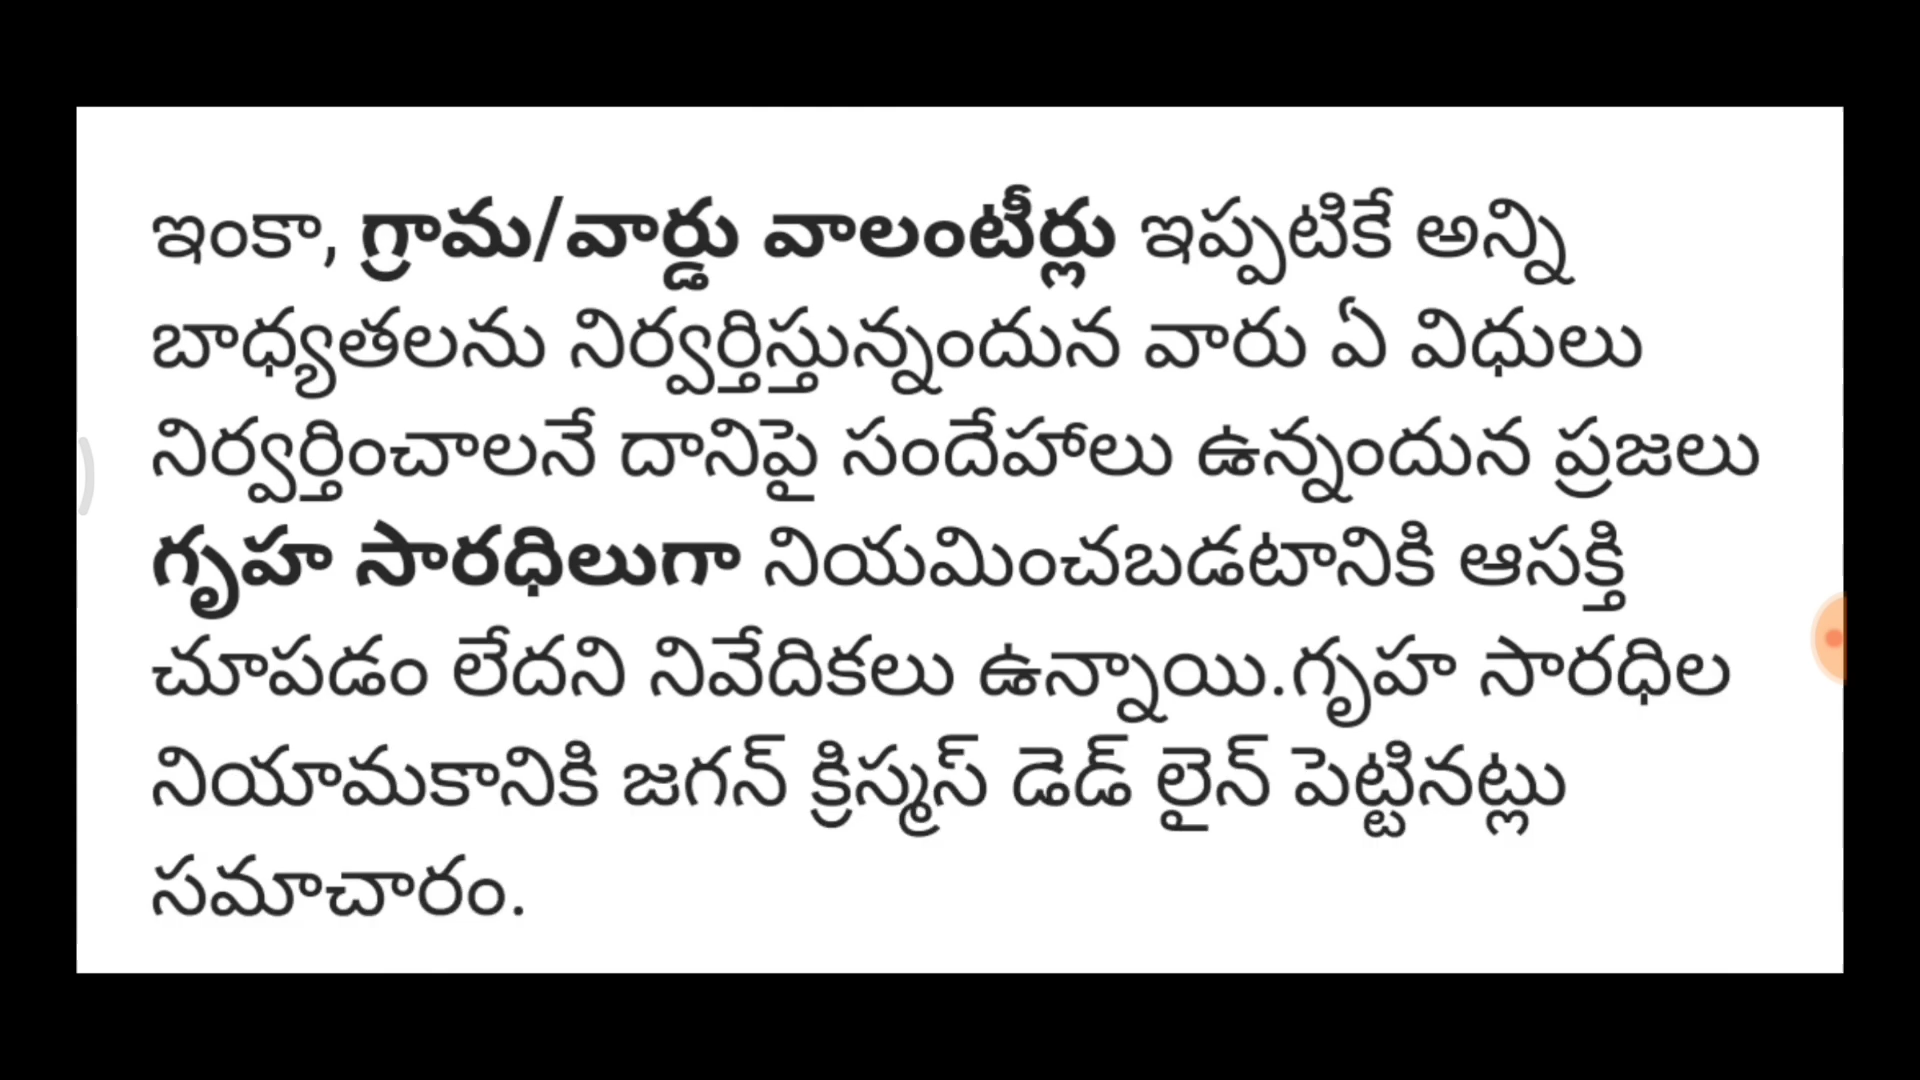 ఇంకా, గ్రామ/వార్డు వాలంటీర్లు ఇప్పటికే అన్ని
బాధ్యతలను నిర్వర్తిస్తున్నందున వారు ఏ విధులు
నిర్వర్తించాలనే దానిపై సందేహాలు ఉన్నందున ప్రజలు
గృహ సారధిలుగా నియమించబడటానికి ఆసక్తి
చూపడం లేదని నివేదికలు ఉన్నాయి.గృహ సారధిల
నియామకానికి జగన్ క్రిస్మస్ డెడ్ లైన్ పెట్టినట్లు
సమాచారం.